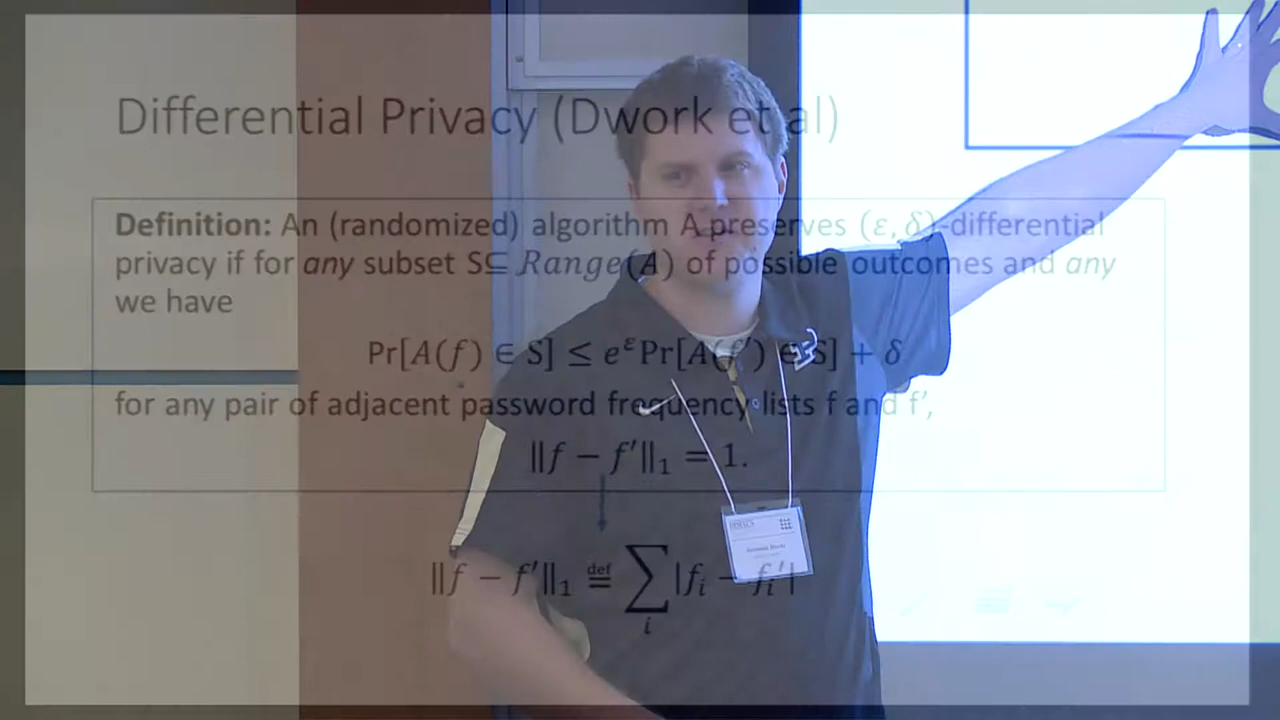 Differential Privacy (Dwork et al)
Definition: An (randomized) algorithm A preserves (ε, δ)-differential
privacy if for any subset S⊆ Range(A) of possible outcomes and any
we have
Pr[A(f) ∈ S] ≤ e^ε Pr[A(f′) ∈ S] + δ
for any pair of adjacent password frequency lists f and f',
‖f − f′‖₁ = 1.
‖f − f′‖₁ ≝ ∑ᵢ |fᵢ − fᵢ′|
P